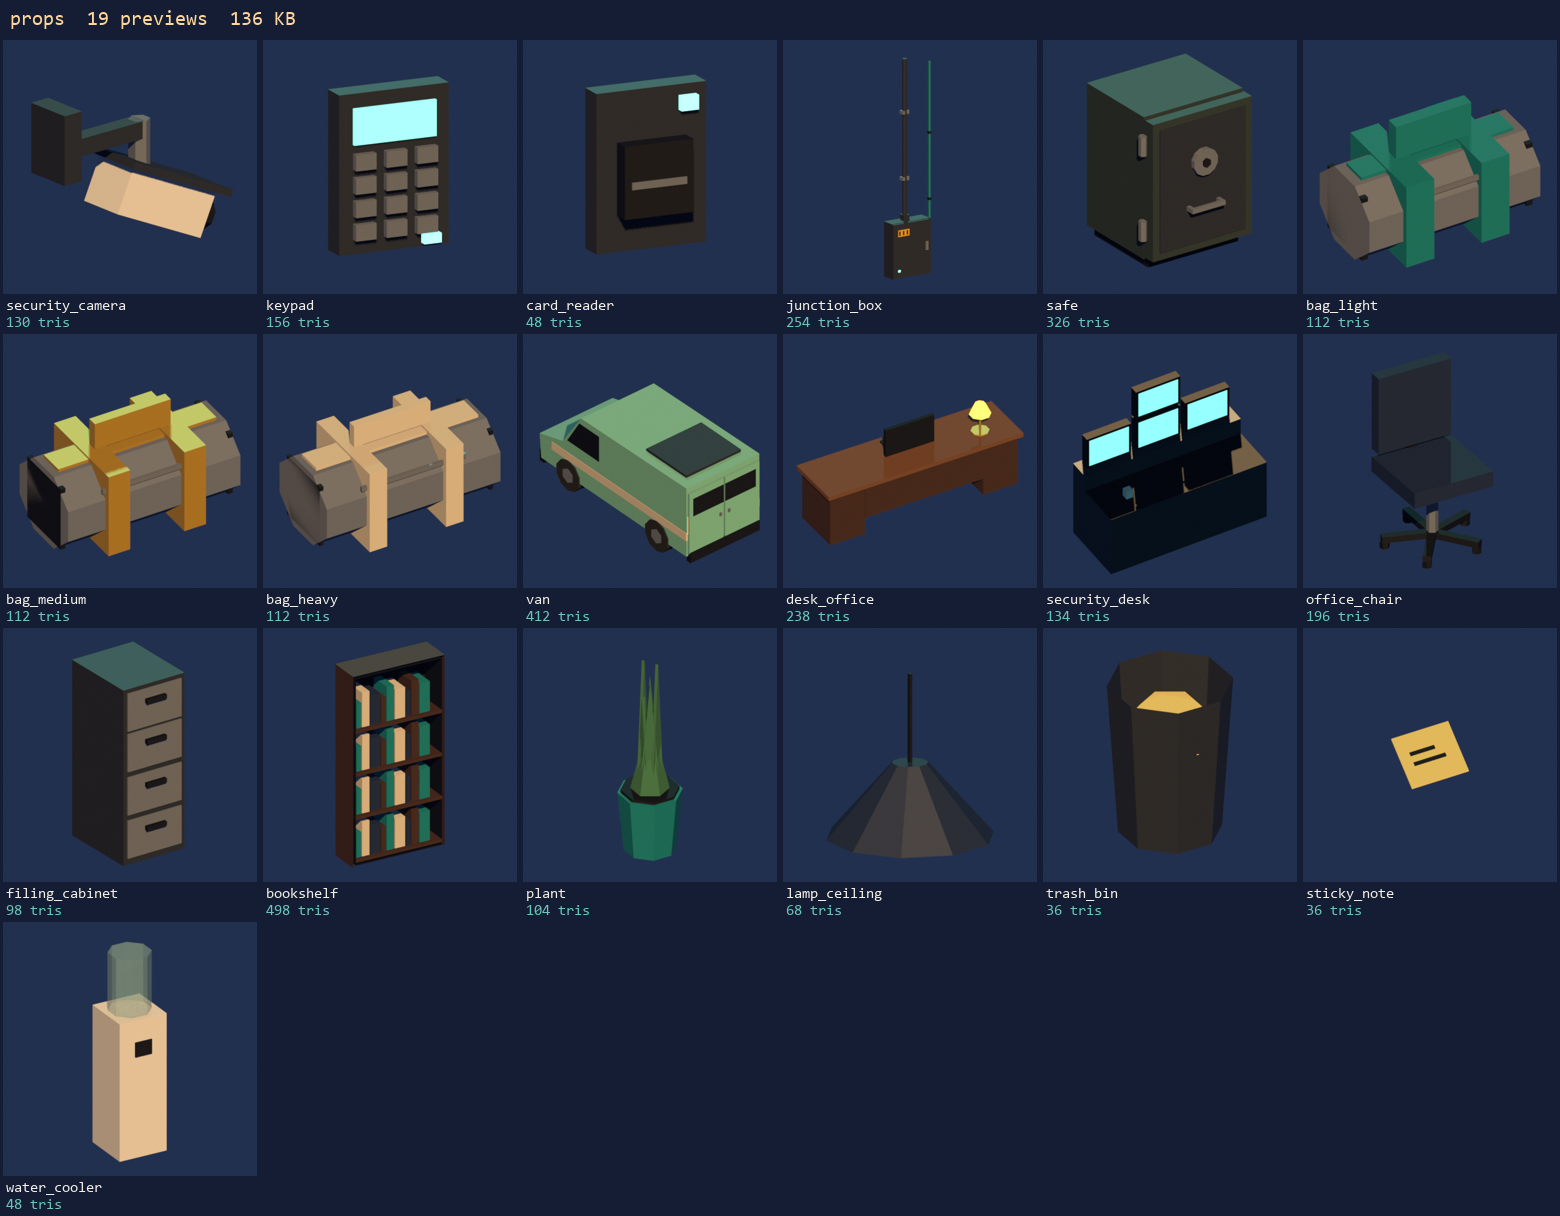 props  19 previews  136 KB
security_camera
130 tris
keypad
156 tris
card_reader
48 tris
junction_box
254 tris
safe
326 tris
bag_light
112 tris
bag_medium
112 tris
bag_heavy
112 tris
van
412 tris
desk_office
238 tris
security_desk
134 tris
office_chair
196 tris
filing_cabinet
98 tris
bookshelf
498 tris
plant
104 tris
lamp_ceiling
68 tris
trash_bin
36 tris
sticky_note
36 tris
water_cooler
48 tris